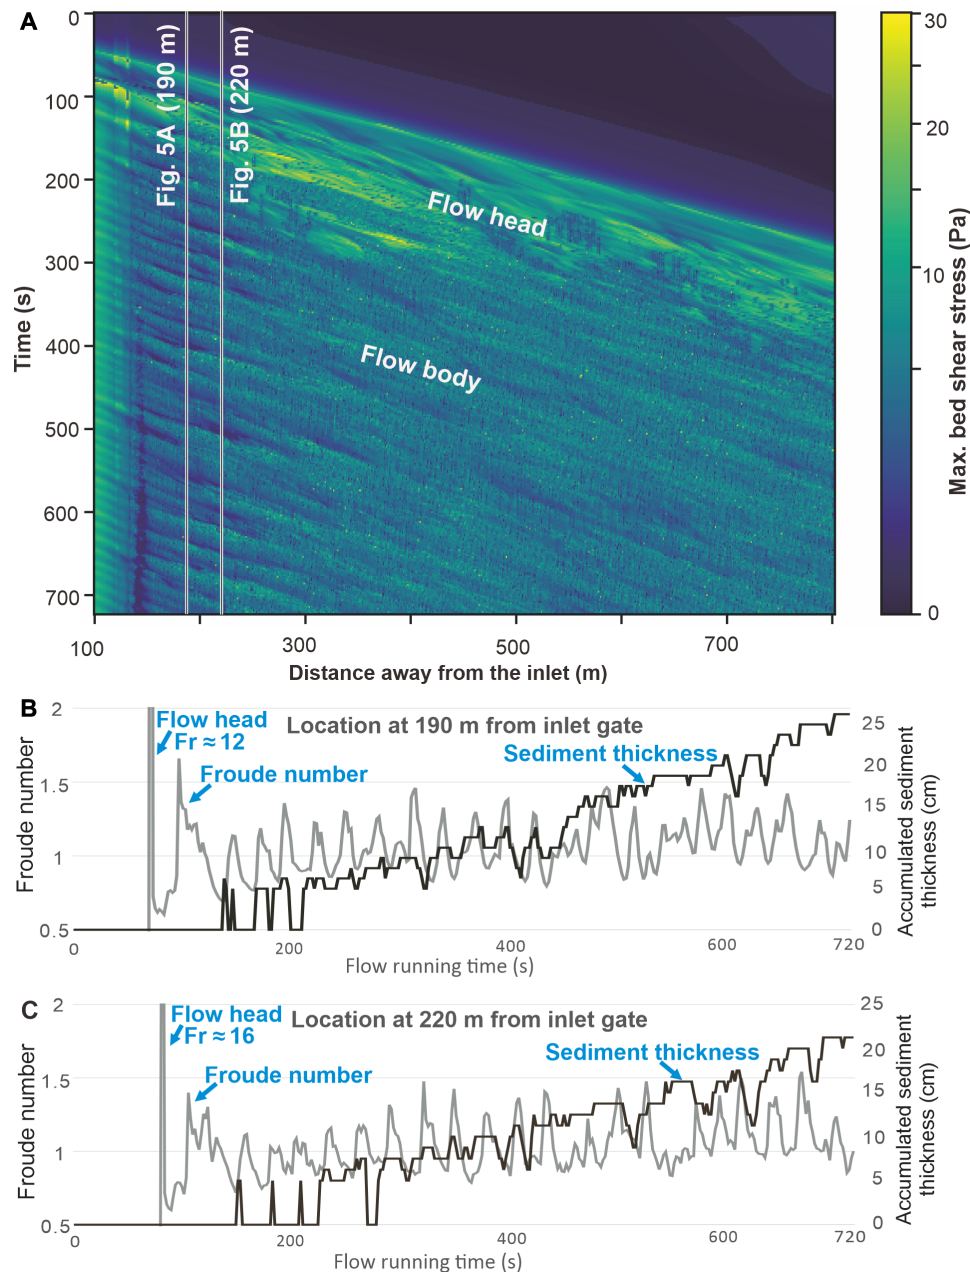 A
0
100
200
300
400
500
600
700
Time (s)
Fig. 5A (190 m)
Fig. 5B (220 m)
Flow head
Flow body
100
300
500
700
Distance away from the inlet (m)
30
20
10
0
Max. bed shear stress (Pa)
B
2
1.5
1
0.5
Froude number
Flow head
Fr ≈ 12
Froude number
Location at 190 m from inlet gate
Sediment thickness
25
20
15
10
5
0
Accumulated sediment
thickness (cm)
0
200
400
600
720
Flow running time (s)
C
2
1.5
1
0.5
Froude number
Flow head
Fr ≈ 16
Froude number
Location at 220 m from inlet gate
Sediment thickness
25
20
15
10
5
0
Accumulated sediment
thickness (cm)
0
200
400
600
720
Flow running time (s)